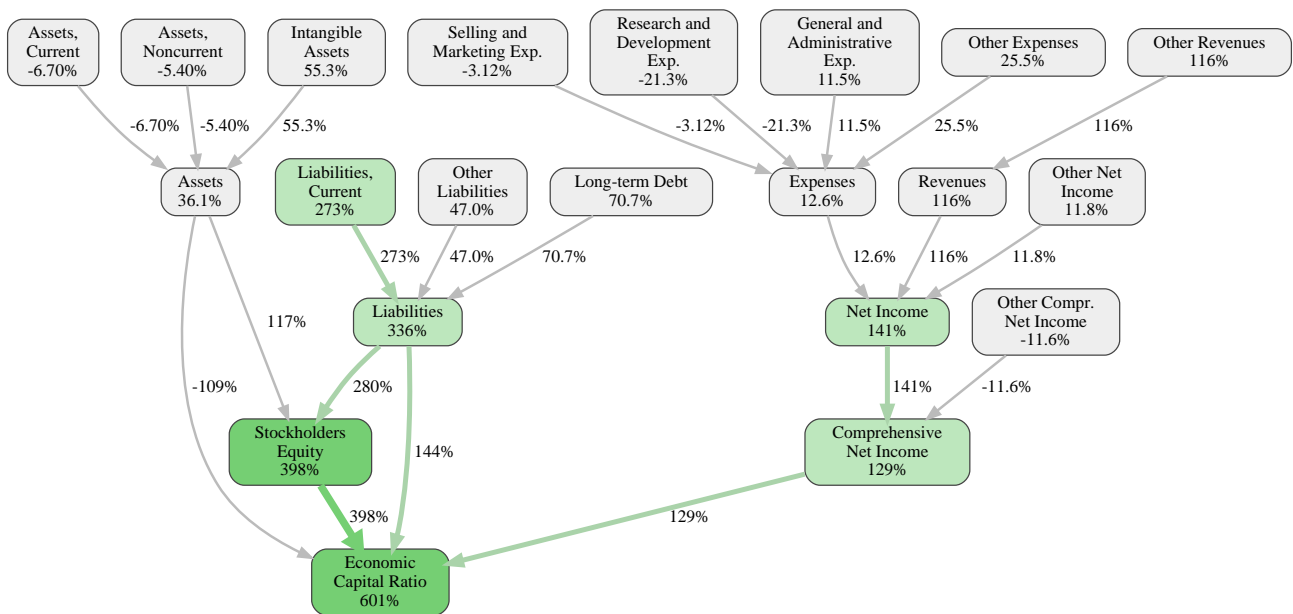 Assets,
Current
-6.70%
Assets,
Noncurrent
-5.40%
Intangible
Assets
55.3%
Selling and
Marketing Exp.
-3.12%
Research and
Development
Exp.
-21.3%
General and
Administrative
Exp.
11.5%
Other Expenses
25.5%
Other Revenues
116%
-6.70%
-5.40%
55.3%
-3.12%
-21.3%
11.5%
25.5%
116%
Assets
36.1%
Liabilities,
Current
273%
Other
Liabilities
47.0%
Long-term Debt
70.7%
Expenses
12.6%
Revenues
116%
Other Net
Income
11.8%
273%
47.0%
70.7%
12.6%
116%
11.8%
117%
Liabilities
336%
Net Income
141%
Other Compr.
Net Income
-11.6%
-109%
280%
141%
-11.6%
Stockholders
Equity
398%
144%
Comprehensive
Net Income
129%
398%
129%
Economic
Capital Ratio
601%